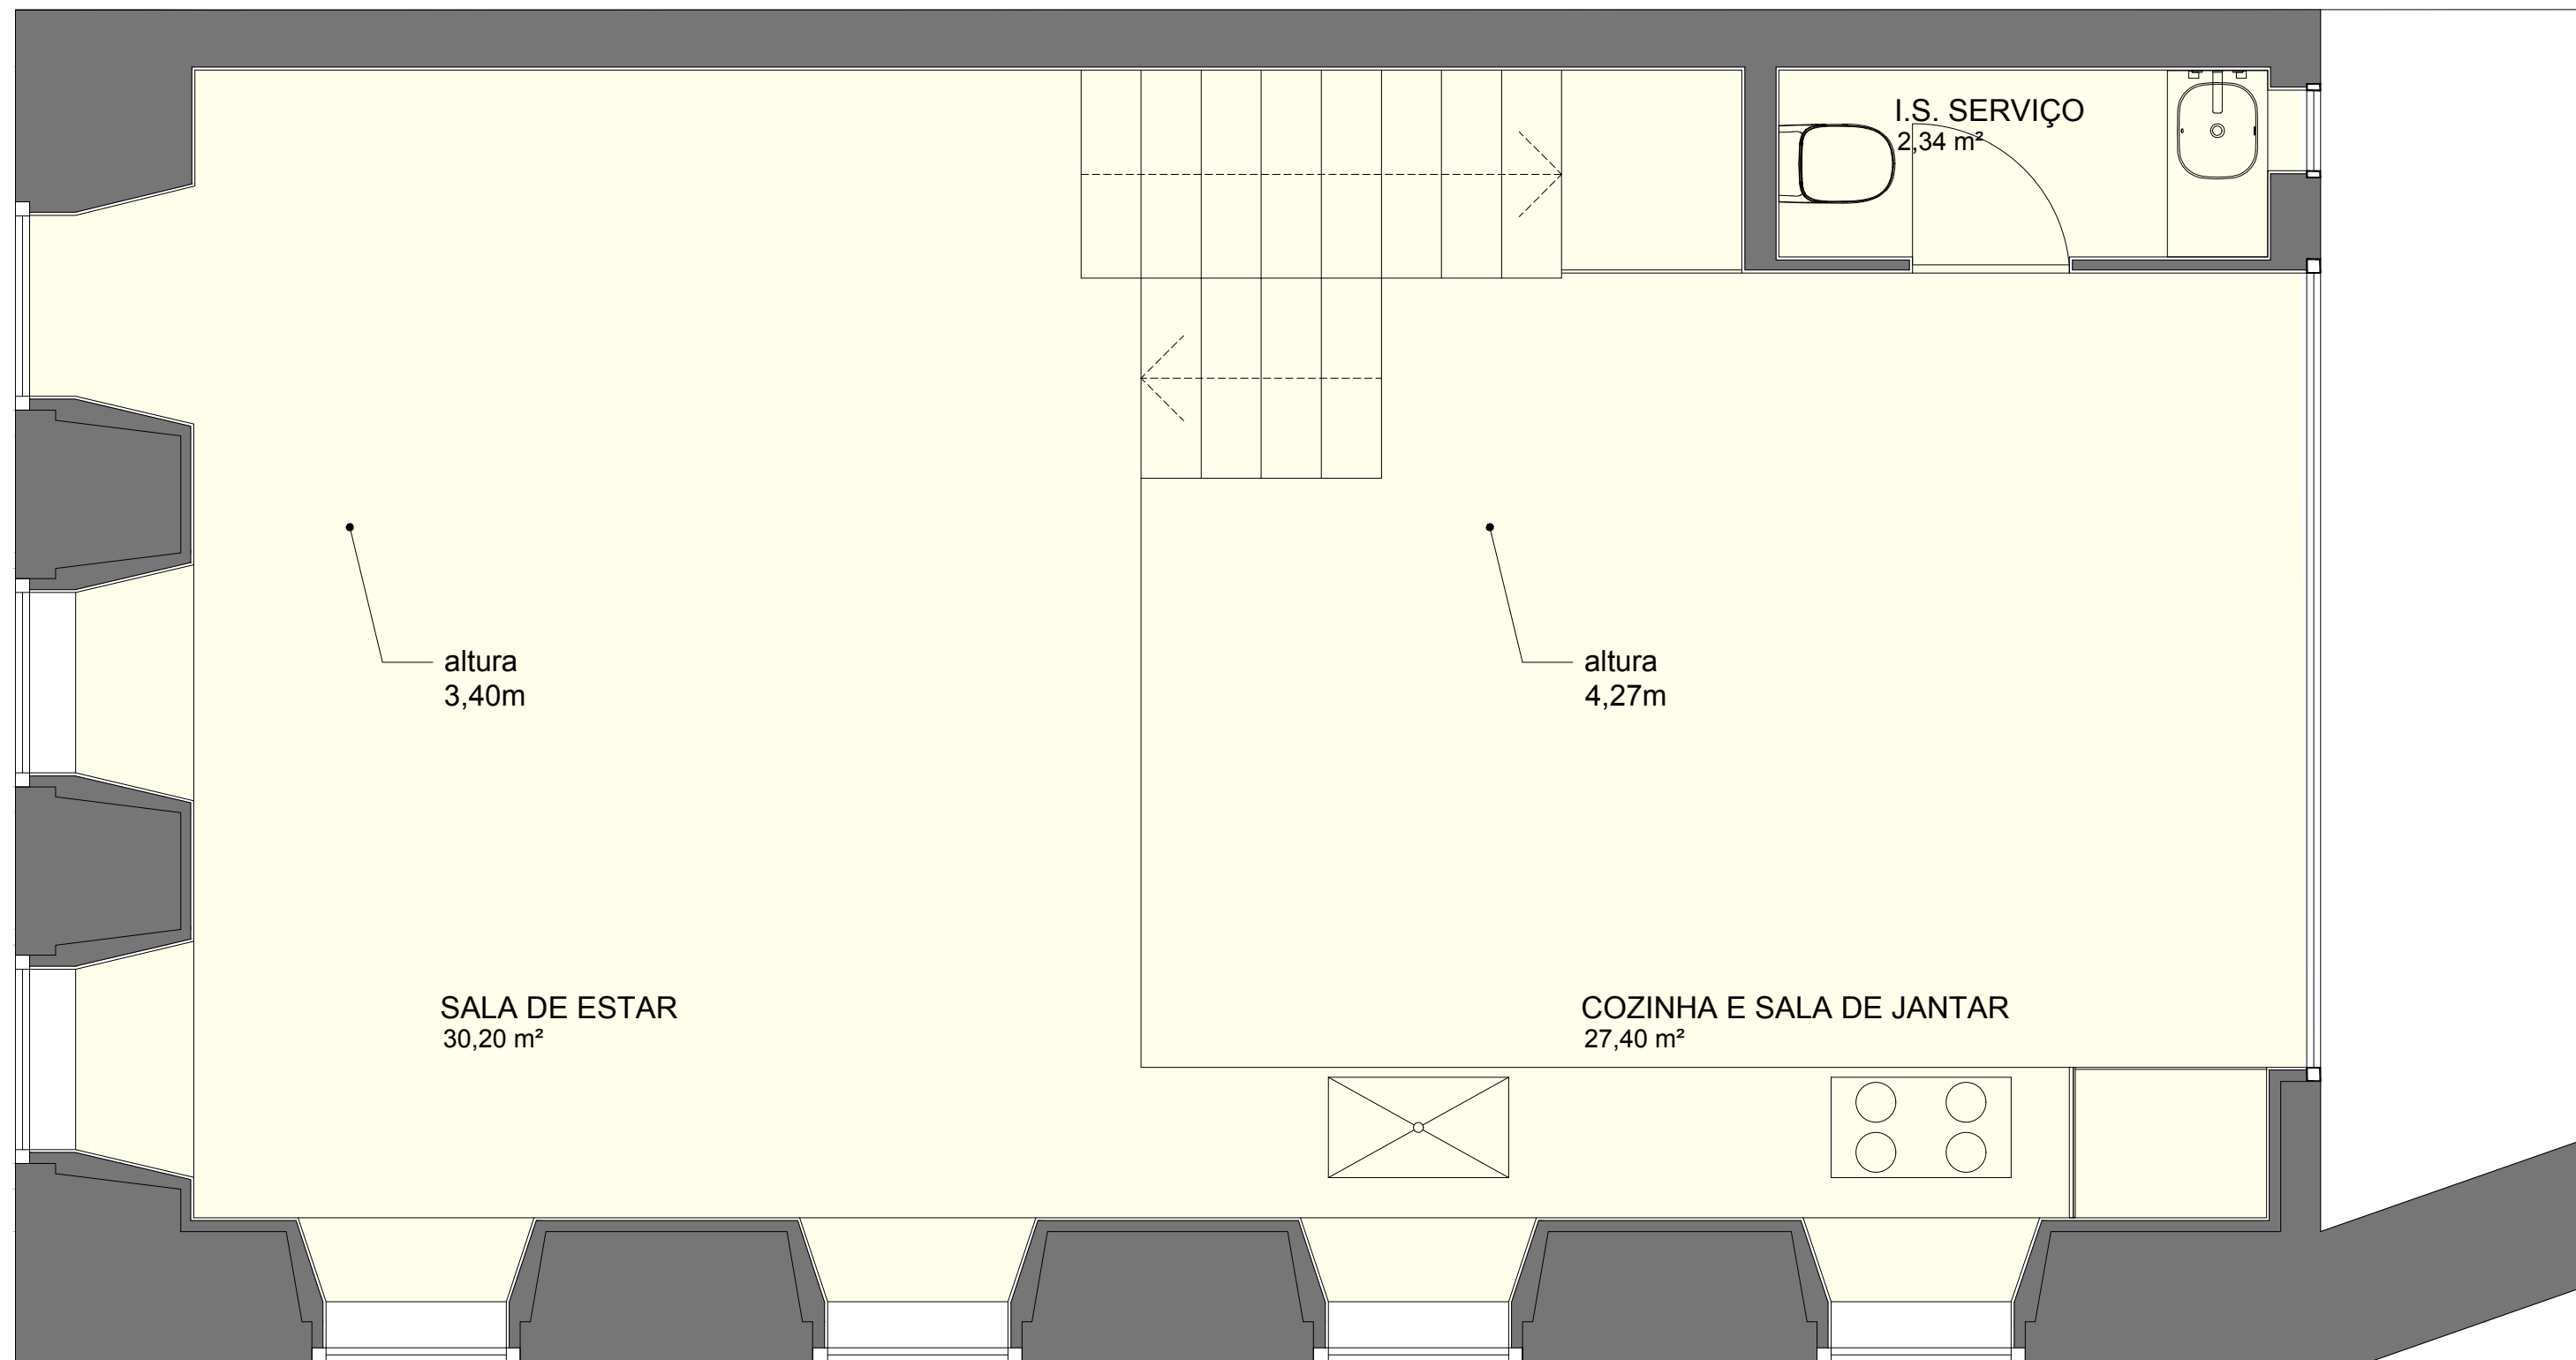 I.S. SERVIÇO
2,34 m²
altura
3,40m
altura
4,27m
SALA DE ESTAR
30,20 m²
COZINHA E SALA DE JANTAR
27,40 m²